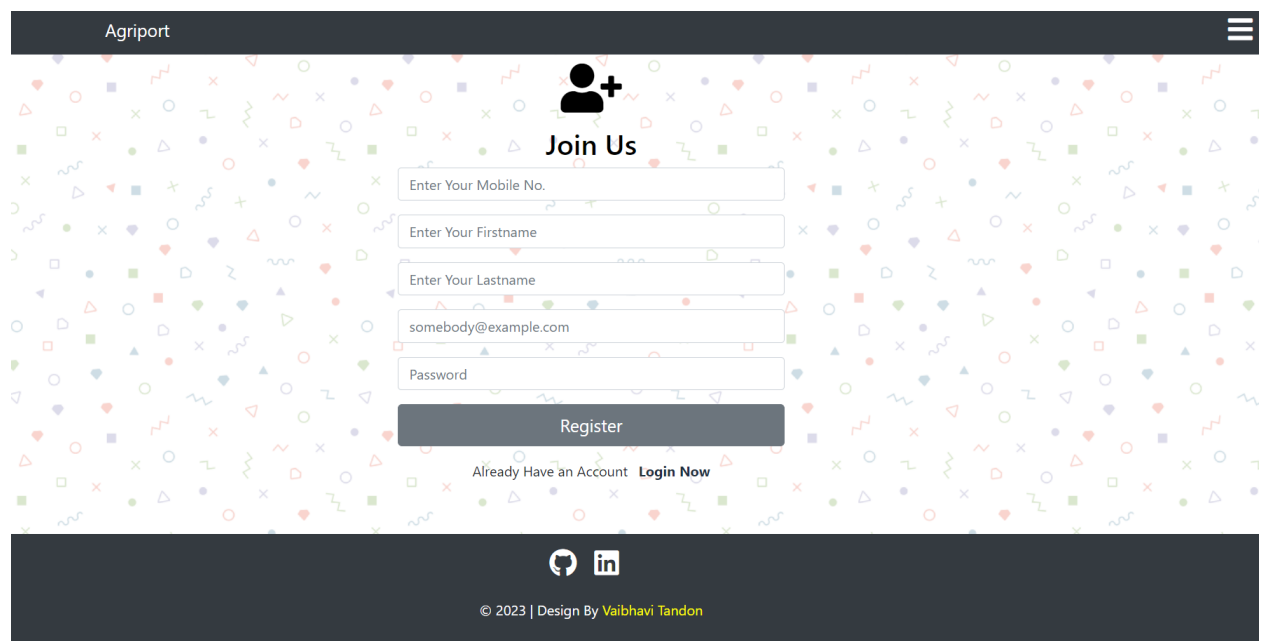 Agriport
Join Us
Enter Your Mobile No.
Enter Your Firstname
Enter Your Lastname
somebody@example.com
Password
Register
Already Have an Account Login Now
in
© 2023 | Design By Vaibhavi Tandon